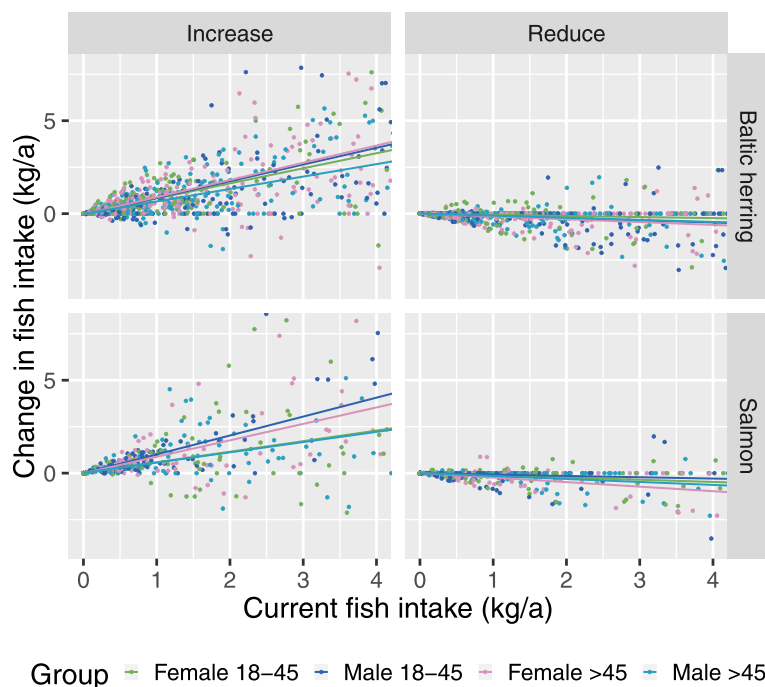 Increase Reduce
Change in fish intake (kg/a)
5
0
Baltic herring
5
0
Salmon
0 1 2 3 4 0 1 2 3 4
Current fish intake (kg/a)
Group Female 18−45 Male 18−45 Female >45 Male >45